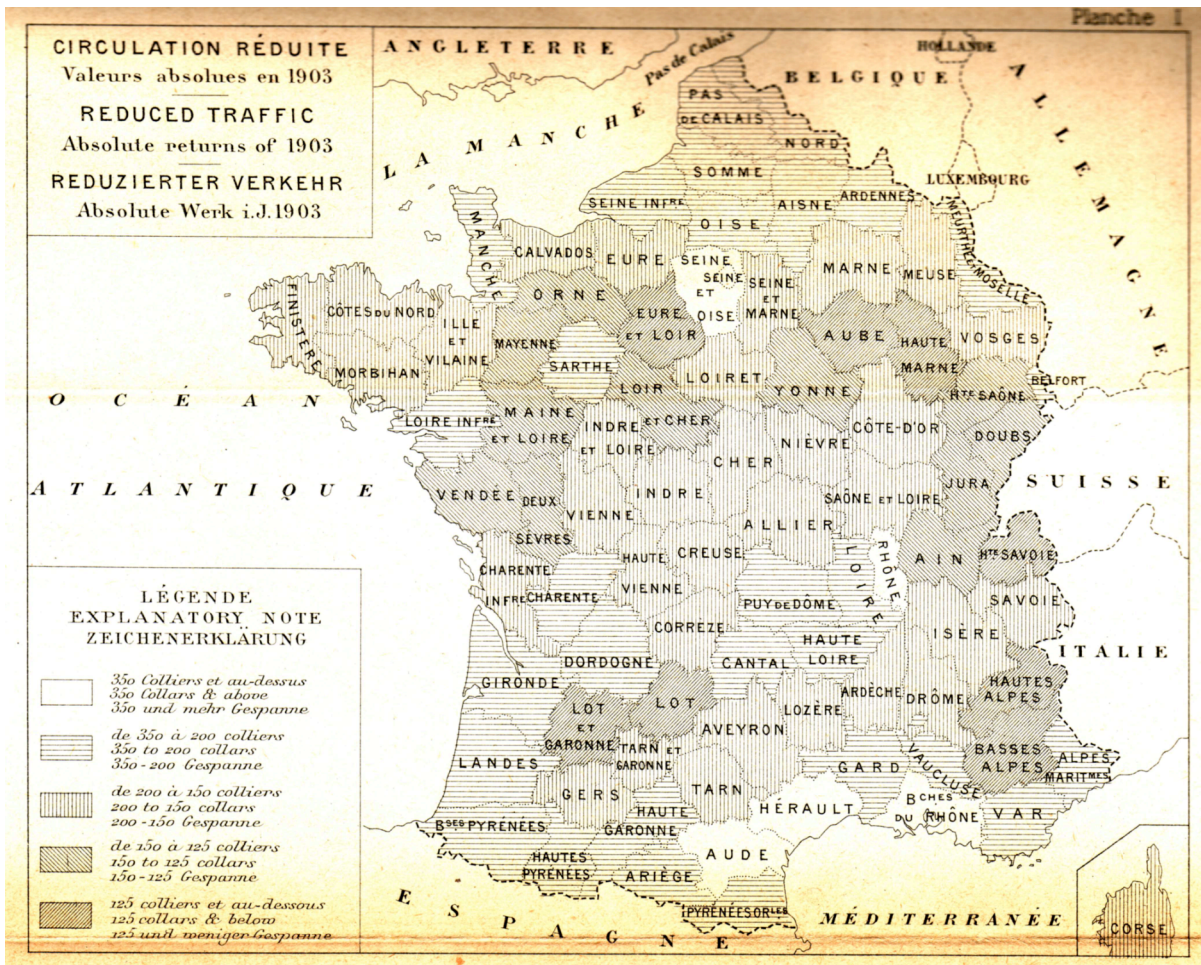 Planche I
CIRCULATION RÉDUITE
Valeurs absolues en 1903
REDUCED TRAFFIC
Absolute returns of 1903
REDUZIERTER VERKEHR
Absolute Werk i.J. 1903
ANGLETERRE
Pas de Calais
HOLLANDE
BELGIQUE
ALLEMAGNE
LA MANCHE
LUXEMBOURG
PAS
DE CALAIS
NORD
SOMME
SEINE INFRE
AISNE
ARDENNES
OISE
MANCHE
CALVADOS
EURE
SEINE
SEINE
ET
OISE
SEINE
ET
MARNE
MARNE
MEUSE
MEURTHE-MOSELLE
ORNE
EURE
ET LOIR
AUBE
HAUTE
MARNE
VOSGES
FINISTERE
CÔTES DU NORD
ILLE
ET
VILAINE
MAYENNE
MORBIHAN
SARTHE
LOIR
ET CHER
LOIRET
YONNE
HTE SAÔNE
BELFORT
OCÉAN
ATLANTIQUE
LOIRE INFRE
MAINE
ET LOIRE
INDRE
ET LOIRE
CHER
NIÈVRE
CÔTE-D'OR
DOUBS
SUISSE
VENDÉE
DEUX
SÈVRES
VIENNE
INDRE
ALLIER
SAÔNE ET LOIRE
JURA
CHARENTE
INFRE
CHARENTE
HAUTE
VIENNE
CREUSE
PUY DE DÔME
LOIRE
RHÔNE
AIN
HTE SAVOIE
SAVOIE
ISÈRE
ITALIE
CORRÈZE
DORDOGNE
CANTAL
HAUTE
LOIRE
GIRONDE
LOT
ET
GARONNE
LOT
AVEYRON
LOZÈRE
ARDÈCHE
DRÔME
HAUTES
ALPES
LANDES
TARN ET
GARONNE
GERS
TARN
GARD
VAUCLUSE
BASSES
ALPES
ALPES
MARITMES
HAUTE
GARONNE
HÉRAULT
BCHES
DU RHÔNE
VAR
BSES PYRÉNÉES
HAUTES
PYRÉNÉES
ARIÈGE
AUDE
PYRÉNÉES ORLES
ESPAGNE
MÉDITERRANÉE
CORSE
LÉGENDE
EXPLANATORY NOTE
ZEICHENERKLÄRUNG
350 Colliers et au-dessus
350 Collars & above
350 und mehr Gespanne
de 350 à 200 colliers
350 to 200 collars
350-200 Gespanne
de 200 à 150 colliers
200 to 150 collars
200-150 Gespanne
de 150 à 125 colliers
150 to 125 collars
150-125 Gespanne
125 colliers et au-dessous
125 collars & below
125 und weniger Gespanne